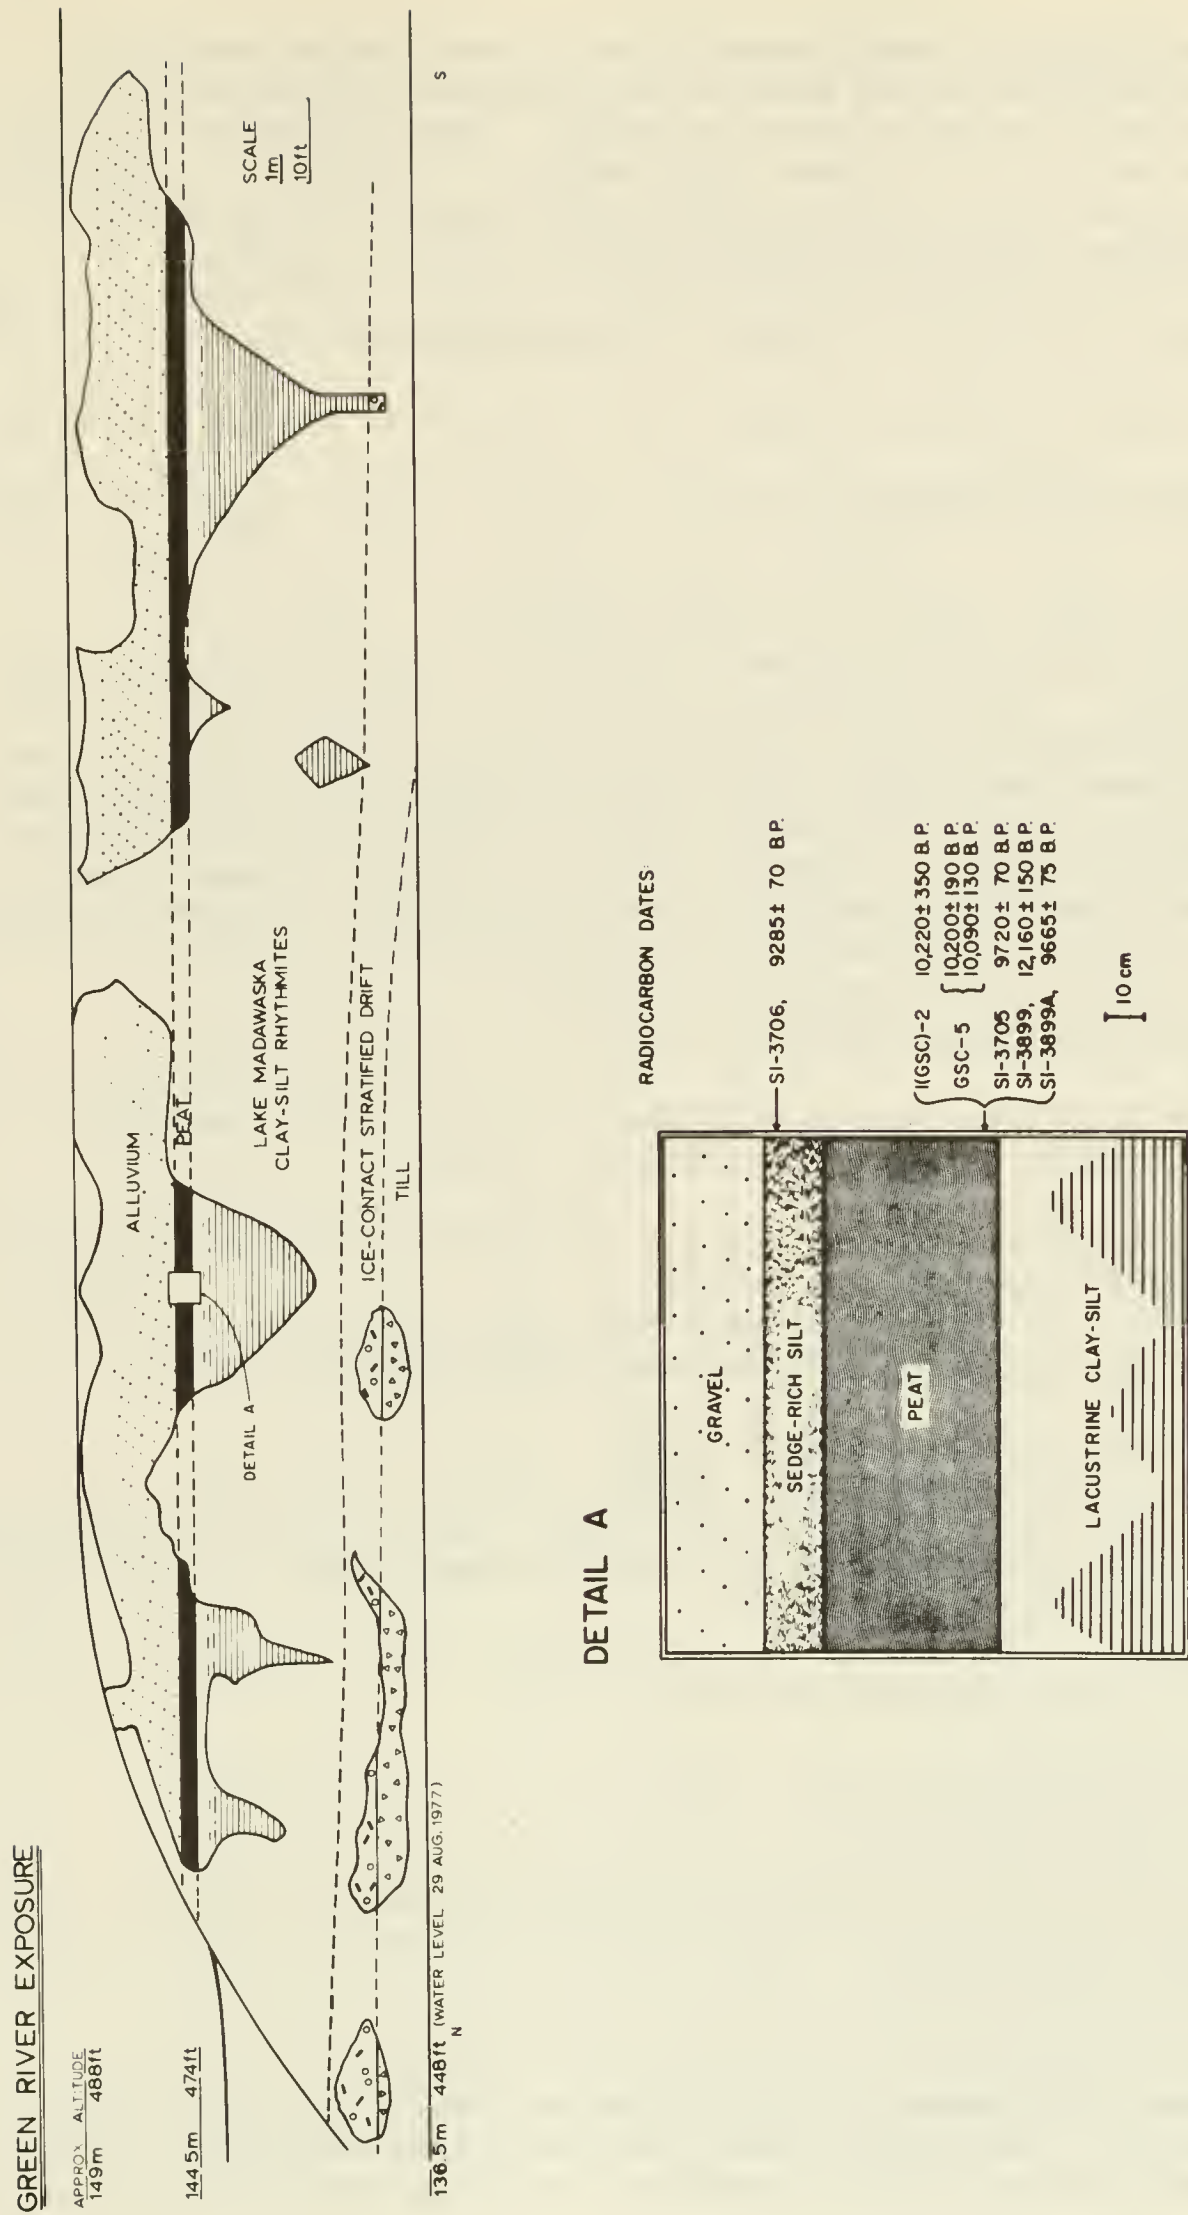 GREEN RIVER EXPOSURE
APPROX. ALTITUDE
149m 488ft
144.5m 474ft
136.5m 448ft (WATER LEVEL 29 AUG. 1977)
N
S
ALLUVIUM
PEAT
DETAIL A
LAKE MADAWASKA
CLAY-SILT RHYTHMITES
ICE-CONTACT STRATIFIED DRIFT
TILL
SCALE
1m
10ft
DETAIL A
GRAVEL
SEDGE-RICH SILT
PEAT
LACUSTRINE CLAY-SILT
RADIOCARBON DATES:
SI-3706, 9285± 70 B.P.
I(GSC)-2 10,220±350 B.P.
GSC-5 {10,200±190 B.P.
10,090±130 B.P.
SI-3705 9720± 70 B.P.
SI-3899, 12,160±150 B.P.
SI-3899A, 9665± 75 B.P.
10 cm